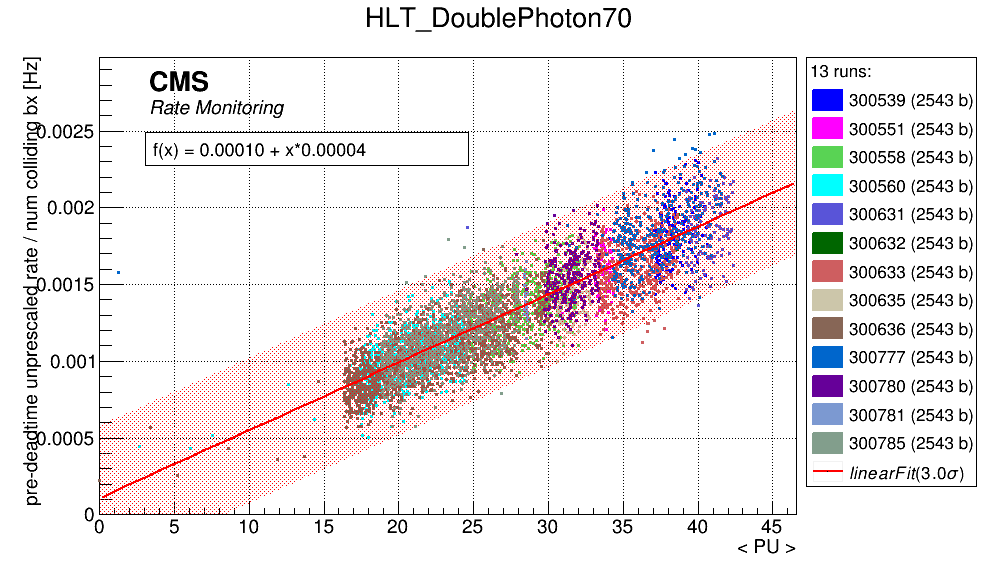 HLT_DoublePhoton70
pre-deadtime unprescaled rate / num colliding bx [Hz]
CMS
Rate Monitoring
f(x) = 0.00010 + x*0.00004
0.0025
0.002
0.0015
0.001
0.0005
0
0 5 10 15 20 25 30 35 40 45
< PU >
13 runs:
300539 (2543 b)
300551 (2543 b)
300558 (2543 b)
300560 (2543 b)
300631 (2543 b)
300632 (2543 b)
300633 (2543 b)
300635 (2543 b)
300636 (2543 b)
300777 (2543 b)
300780 (2543 b)
300781 (2543 b)
300785 (2543 b)
linearFit(3.0σ)